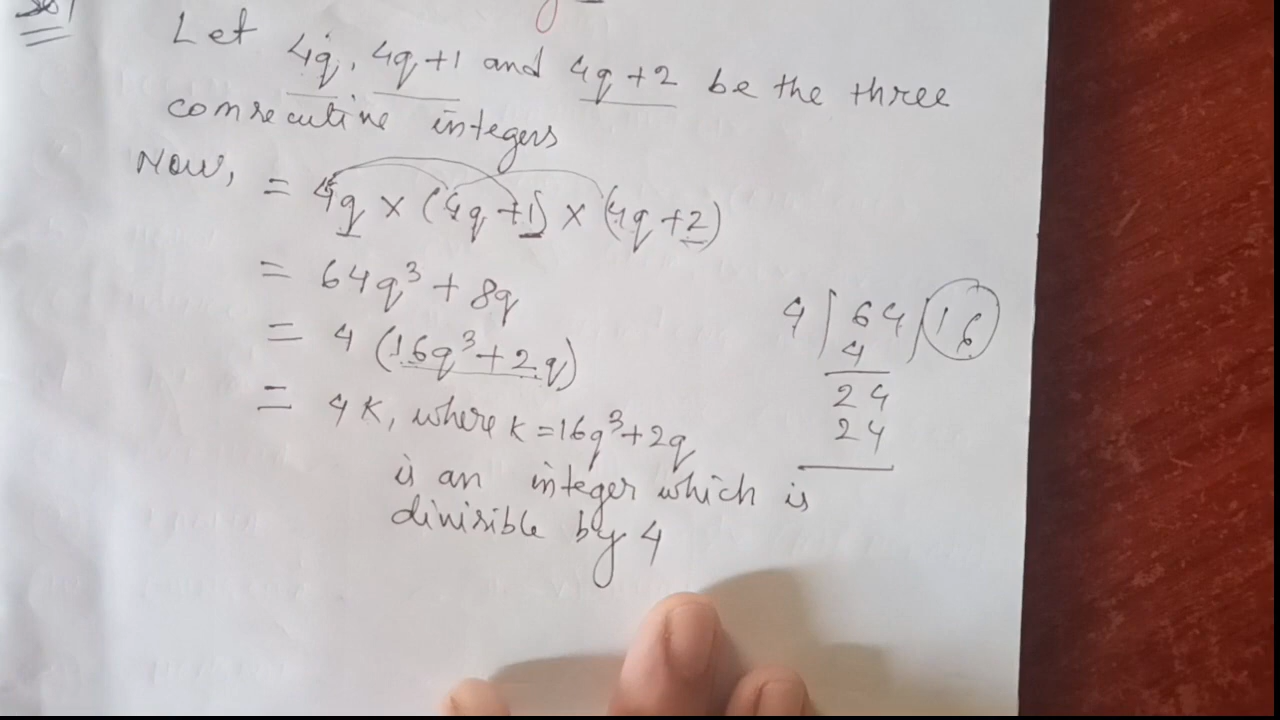 Let 4q, 4q+1 and 4q+2 be the three
consecutive integers
Now, = 4q × (4q+1) × (4q+2)
= 64q³ + 8q
= 4 (16q³+2q)
= 4K, where K=16q³+2q
is an integer which is
divisible by 4
4) 64 (16
4
24
24